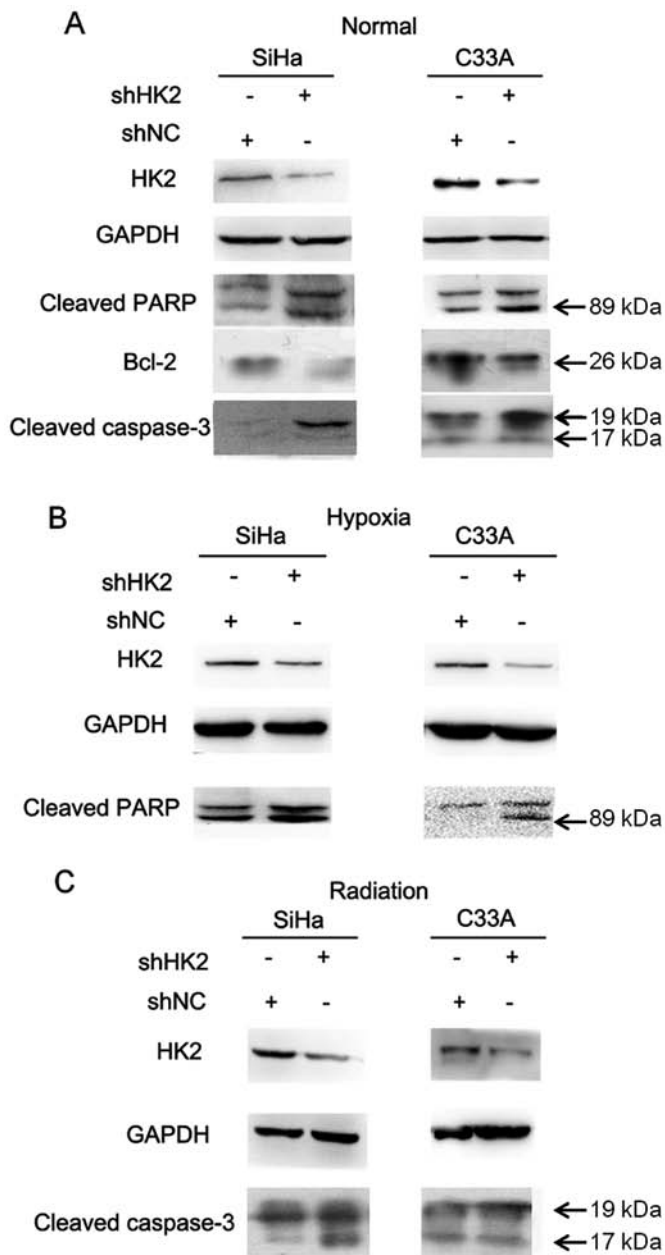 A Normal
SiHa C33A
shHK2 - + - +
shNC + - + -
HK2
GAPDH
Cleaved PARP 89 kDa
Bcl-2 26 kDa
Cleaved caspase-3 19 kDa
17 kDa
B Hypoxia
SiHa C33A
shHK2 - + - +
shNC + - + -
HK2
GAPDH
Cleaved PARP 89 kDa
C Radiation
SiHa C33A
shHK2 - + - +
shNC + - + -
HK2
GAPDH
Cleaved caspase-3 19 kDa
17 kDa